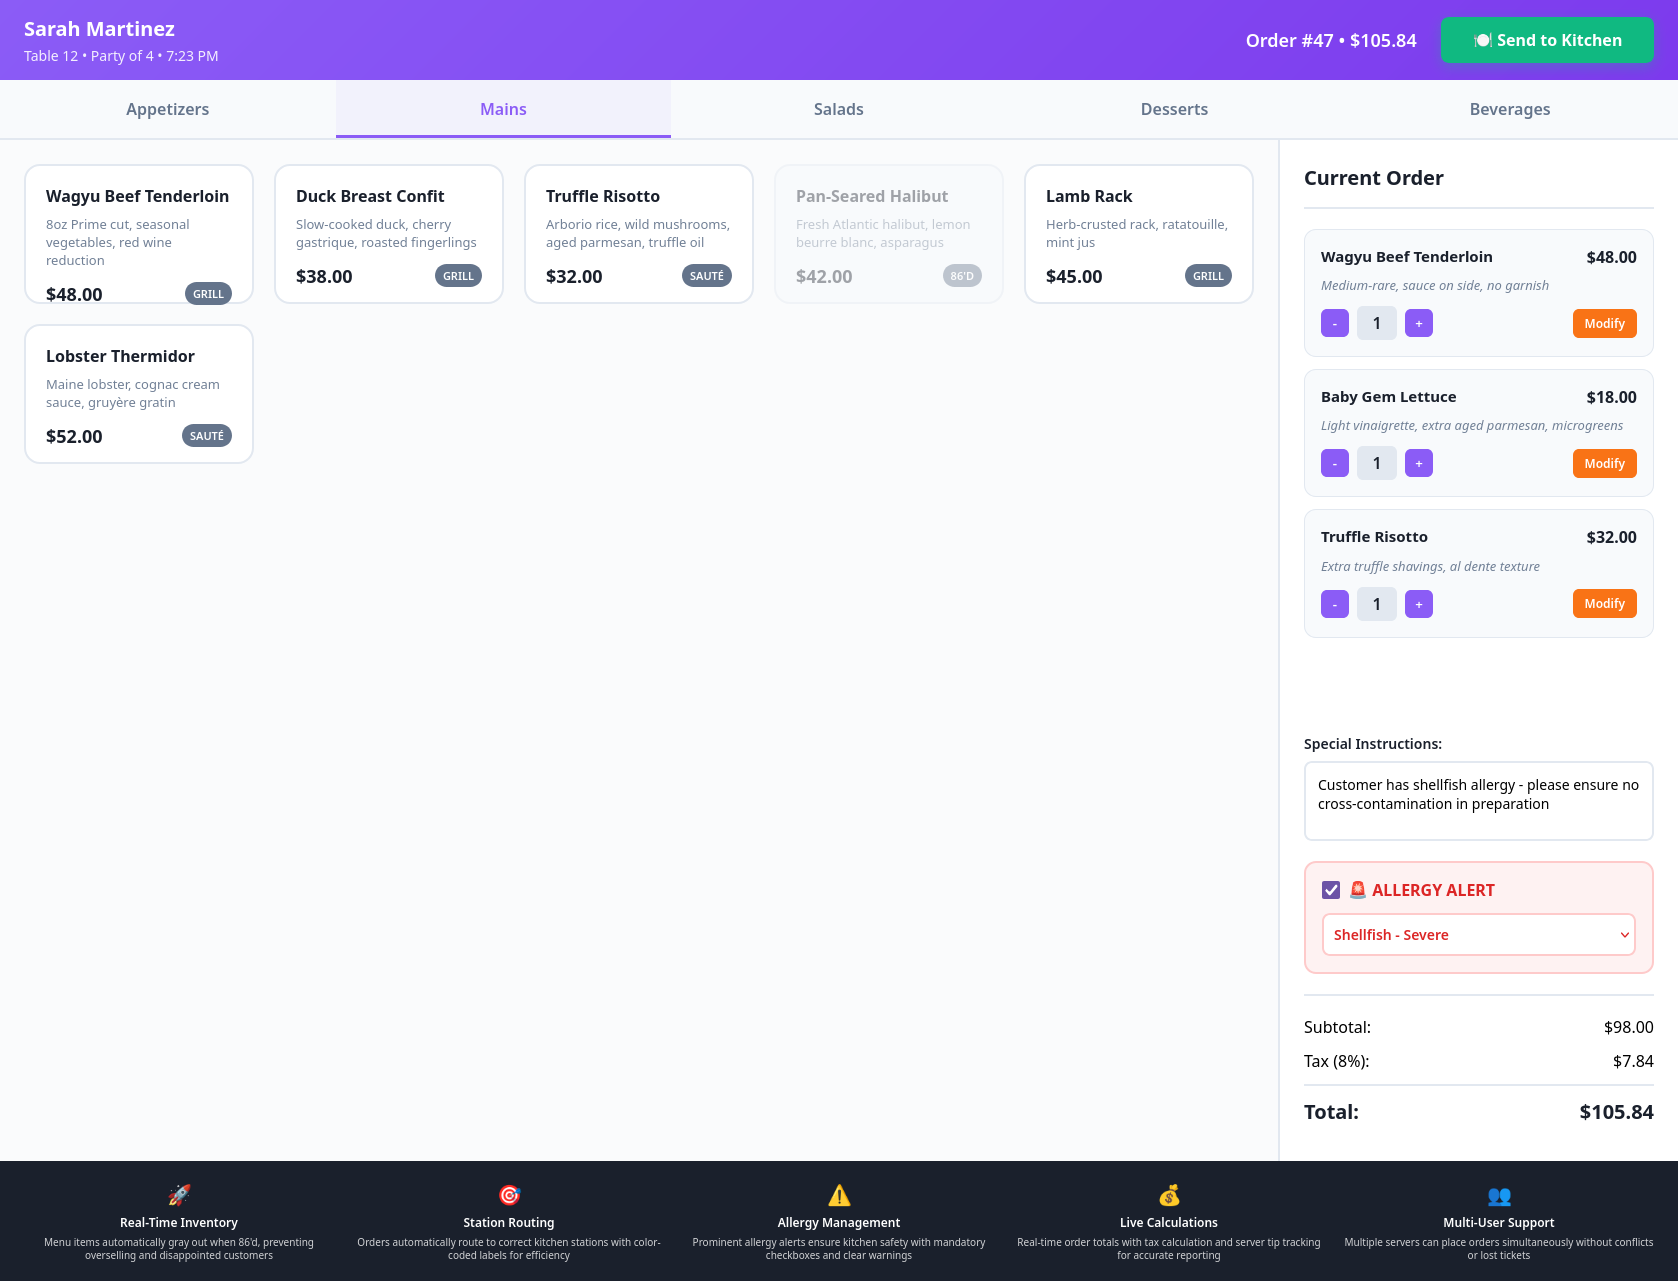 Sarah Martinez
Table 12 • Party of 4 • 7:23 PM
Order #47 • $105.84
🍽️ Send to Kitchen
Appetizers
Mains
Salads
Desserts
Beverages
Wagyu Beef Tenderloin
8oz Prime cut, seasonal
vegetables, red wine
reduction
$48.00
GRILL
Duck Breast Confit
Slow-cooked duck, cherry
gastrique, roasted fingerlings
$38.00
GRILL
Truffle Risotto
Arborio rice, wild mushrooms,
aged parmesan, truffle oil
$32.00
SAUTÉ
Pan-Seared Halibut
Fresh Atlantic halibut, lemon
beurre blanc, asparagus
$42.00
86'D
Lamb Rack
Herb-crusted rack, ratatouille,
mint jus
$45.00
GRILL
Lobster Thermidor
Maine lobster, cognac cream
sauce, gruyère gratin
$52.00
SAUTÉ
Current Order
Wagyu Beef Tenderloin
$48.00
Medium-rare, sauce on side, no garnish
- 1 +
Modify
Baby Gem Lettuce
$18.00
Light vinaigrette, extra aged parmesan, microgreens
- 1 +
Modify
Truffle Risotto
$32.00
Extra truffle shavings, al dente texture
- 1 +
Modify
Special Instructions:
Customer has shellfish allergy - please ensure no
cross-contamination in preparation
🚨 ALLERGY ALERT
Shellfish - Severe
Subtotal:
$98.00
Tax (8%):
$7.84
Total:
$105.84
Real-Time Inventory
Menu items automatically gray out when 86'd, preventing
overselling and disappointed customers
Station Routing
Orders automatically route to correct kitchen stations with color-
coded labels for efficiency
Allergy Management
Prominent allergy alerts ensure kitchen safety with mandatory
checkboxes and clear warnings
Live Calculations
Real-time order totals with tax calculation and server tip tracking
for accurate reporting
Multi-User Support
Multiple servers can place orders simultaneously without conflicts
or lost tickets